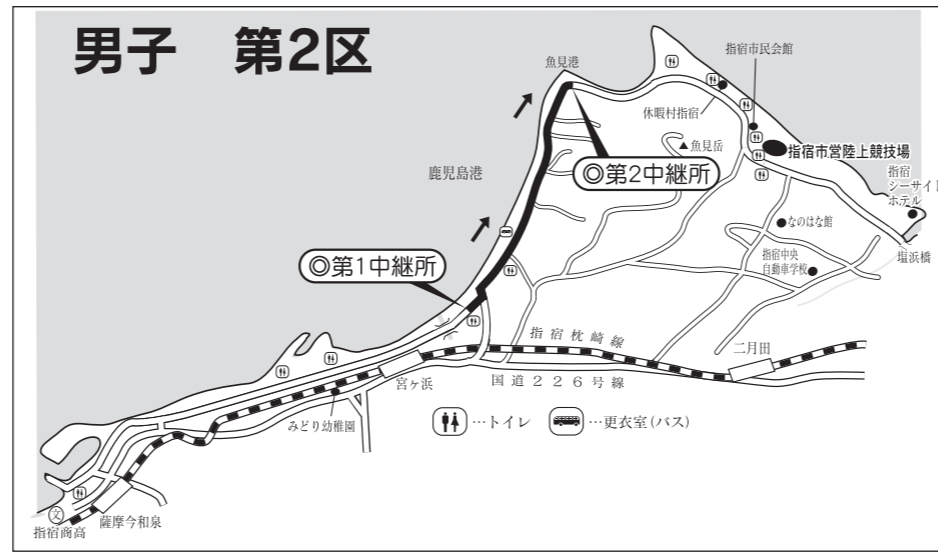 男子 第2区
魚見港
指宿市民会館
休暇村指宿
魚見岳
指宿市営陸上競技場
鹿児島港
◎第2中継所
指宿
シーサイド
ホテル
なのはな館
塩浜橋
指宿中央
自動車学校
◎第1中継所
指宿枕崎線
二月田
宮ヶ浜
国道226号線
みどり幼稚園
…トイレ
…更衣室(バス)
文
指宿商高
薩摩今和泉